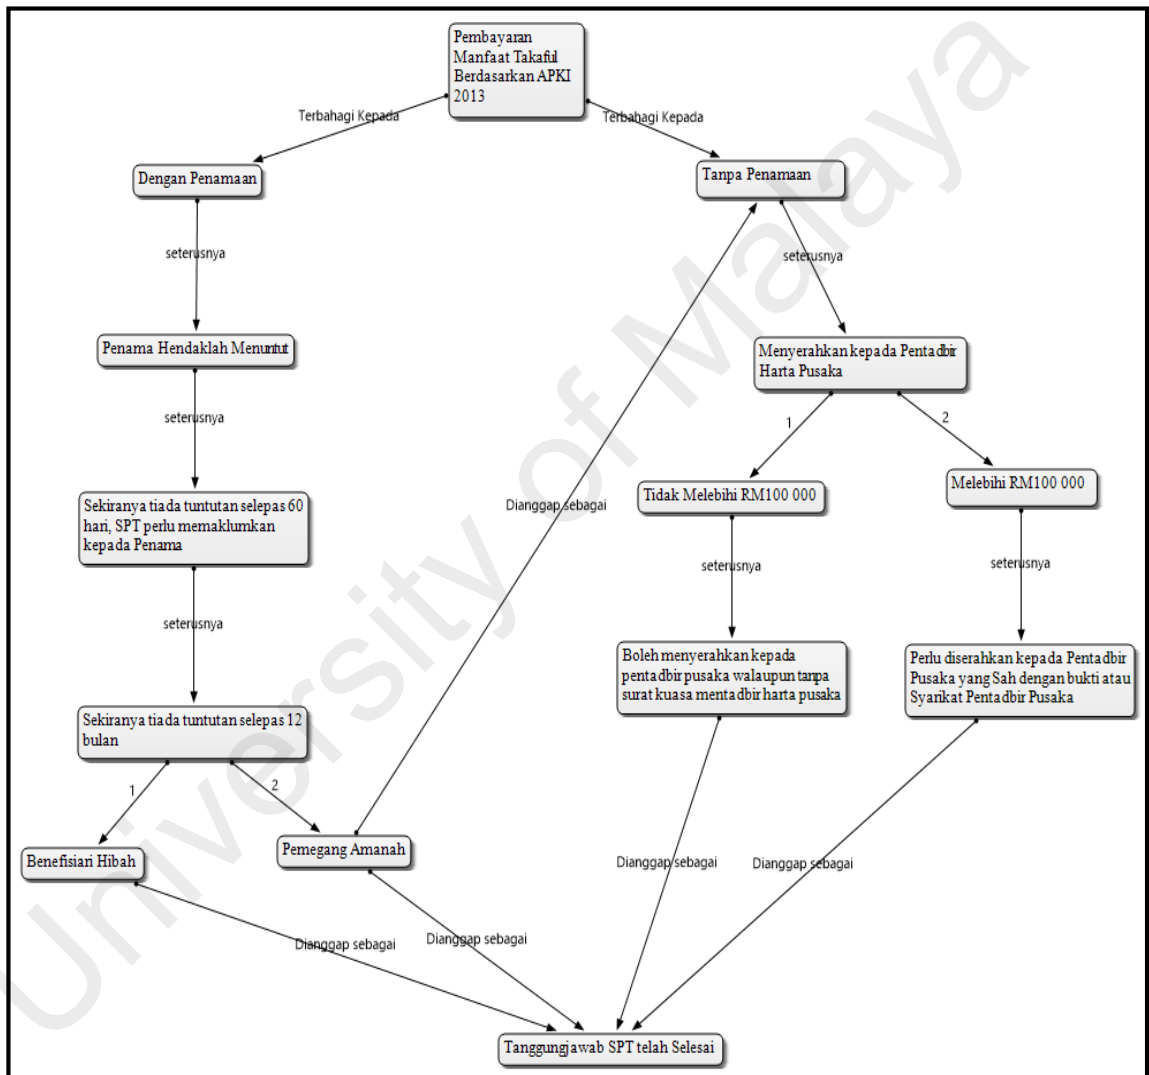 Pembayaran
Manfaat Takaful
Berdasarkan APKI
2013
Terbahagi Kepada
Terbahagi Kepada
Dengan Penamaan
Tanpa Penamaan
seterusnya
seterusnya
Penama Hendaklah Menuntut
Menyerahkan kepada Pentadbir
Harta Pusaka
seterusnya
1
2
Sekiranya tiada tuntutan selepas 60
hari, SPT perlu memaklumkan
kepada Penama
Dianggap sebagai
Tidak Melebihi RM100 000
Melebihi RM100 000
seterusnya
seterusnya
seterusnya
Boleh menyerahkan kepada
pentadbir pusaka walaupun tanpa
surat kuasa mentadbir harta pusaka
Perlu diserahkan kepada Pentadbir
Pusaka yang Sah dengan bukti atau
Syarikat Pentadbir Pusaka
Sekiranya tiada tuntutan selepas 12
bulan
1
2
Benefisiari Hibah
Pemegang Amanah
Dianggap sebagai
Dianggap sebagai
Dianggap sebagai
Dianggap sebagai
Tanggungjawab SPT telah Selesai
University of Malaya